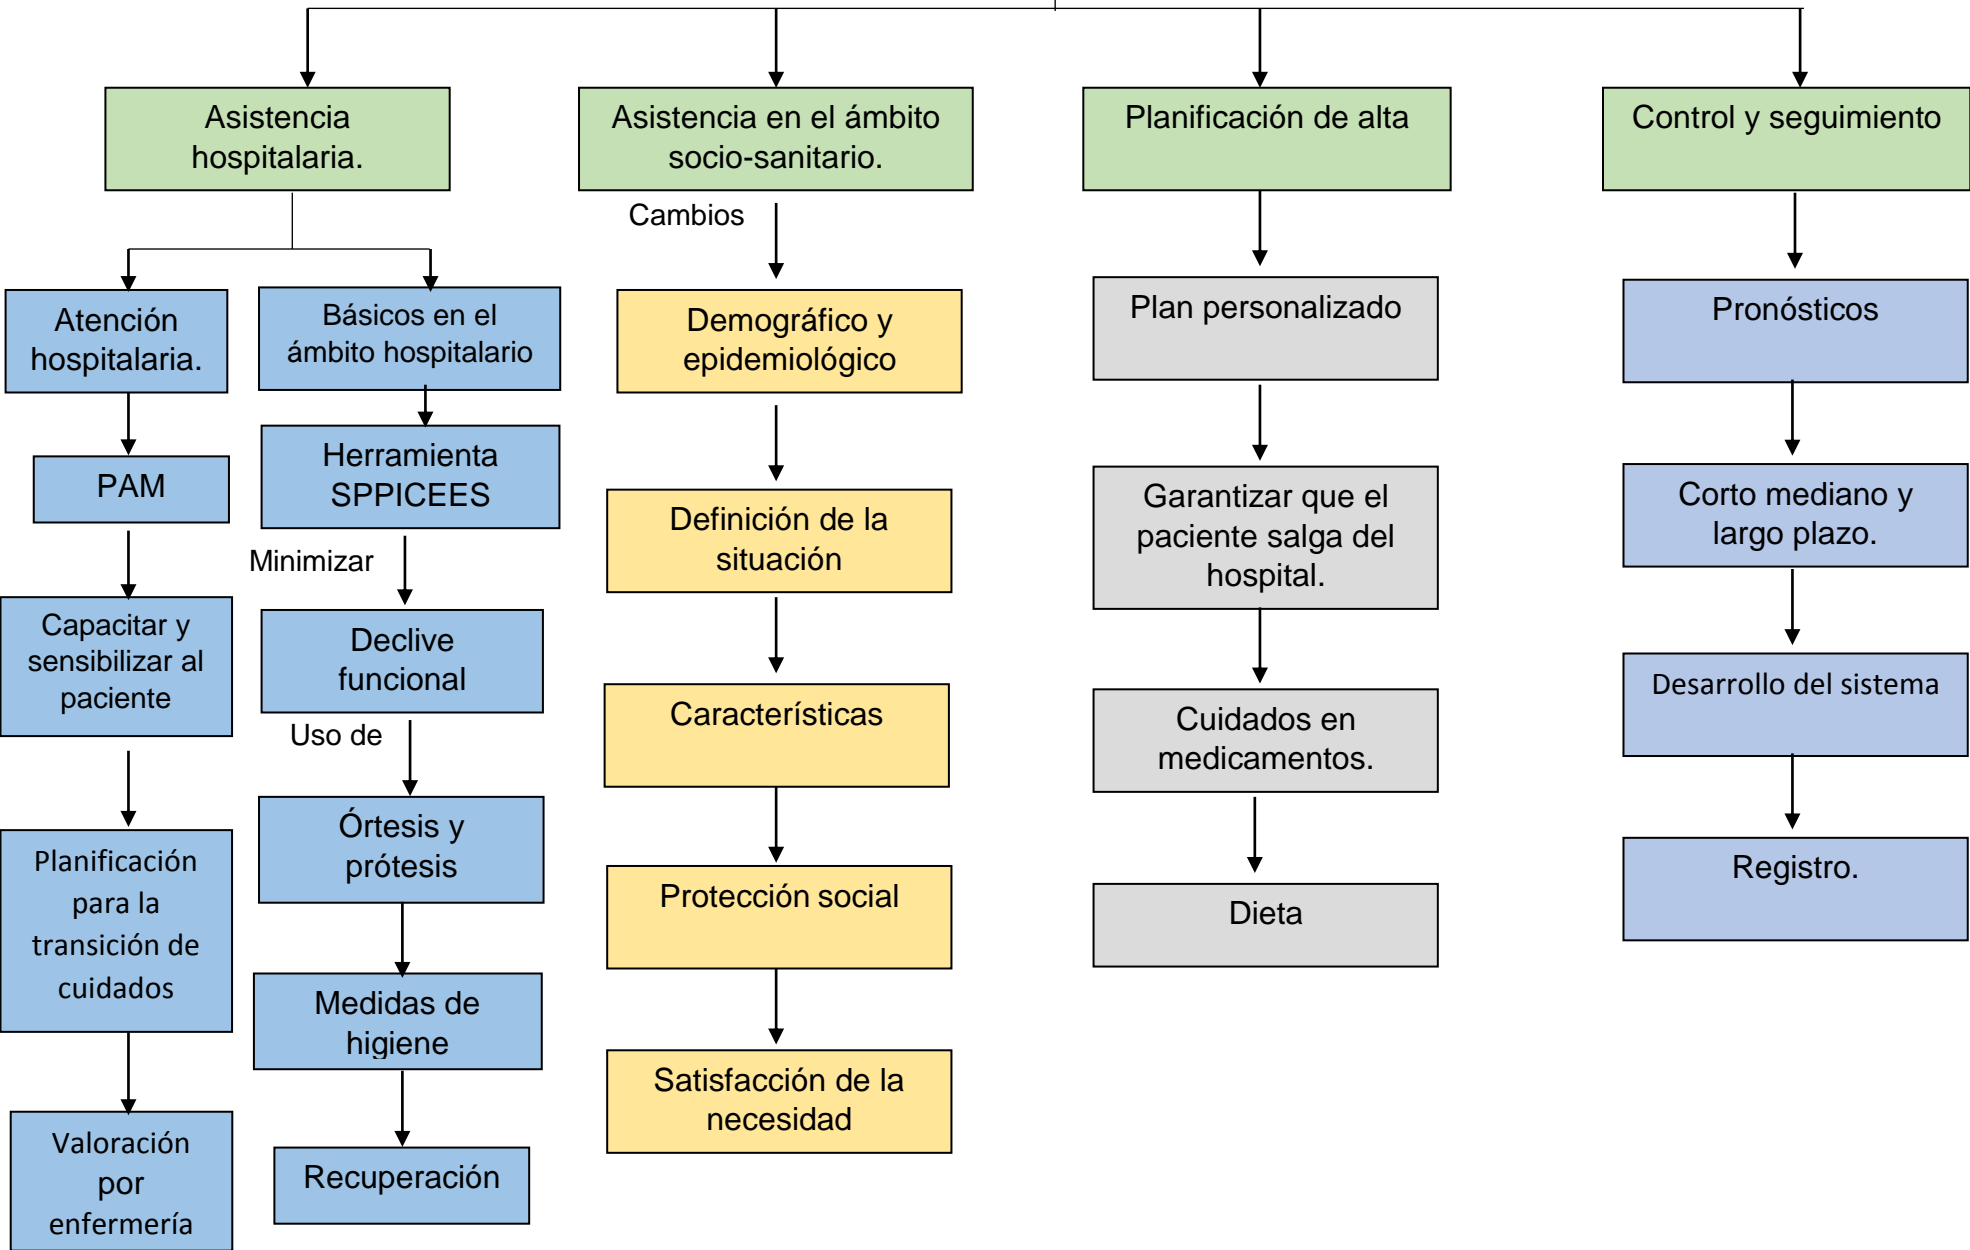 Asistencia
hospitalaria.
Asistencia en el ámbito
socio-sanitario.
Planificación de alta
Control y seguimiento
Atención
hospitalaria.
PAM
Capacitar y
sensibilizar al
paciente
Planificación
para la
transición de
cuidados
Valoración
por
enfermería
Básicos en el
ámbito hospitalario
Herramienta
SPPICEES
Minimizar
Declive
funcional
Uso de
Órtesis y
prótesis
Medidas de
higiene
Recuperación
Cambios
Demográfico y
epidemiológico
Definición de la
situación
Características
Protección social
Satisfacción de la
necesidad
Plan personalizado
Garantizar que el
paciente salga del
hospital.
Cuidados en
medicamentos.
Dieta
Pronósticos
Corto mediano y
largo plazo.
Desarrollo del sistema
Registro.